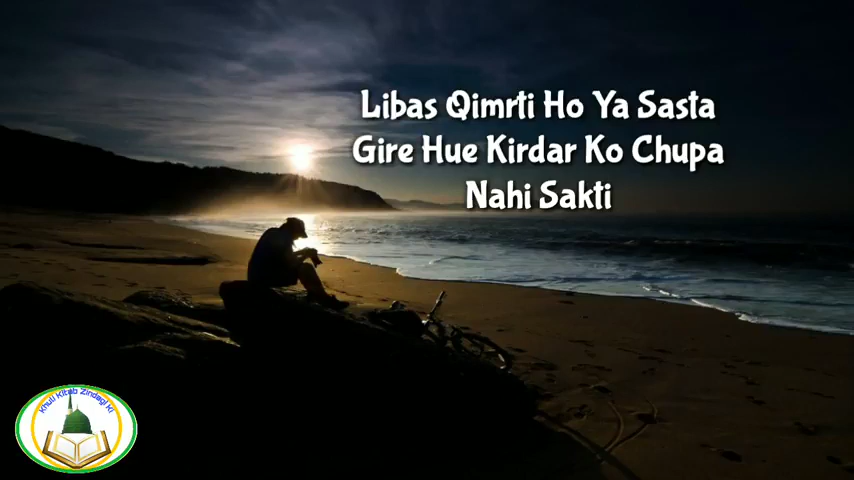 Libas Qimrti Ho Ya Sasta
Gire Hue Kirdar Ko Chupa
Nahi Sakti
Khuli Kitab Zindagi Ki